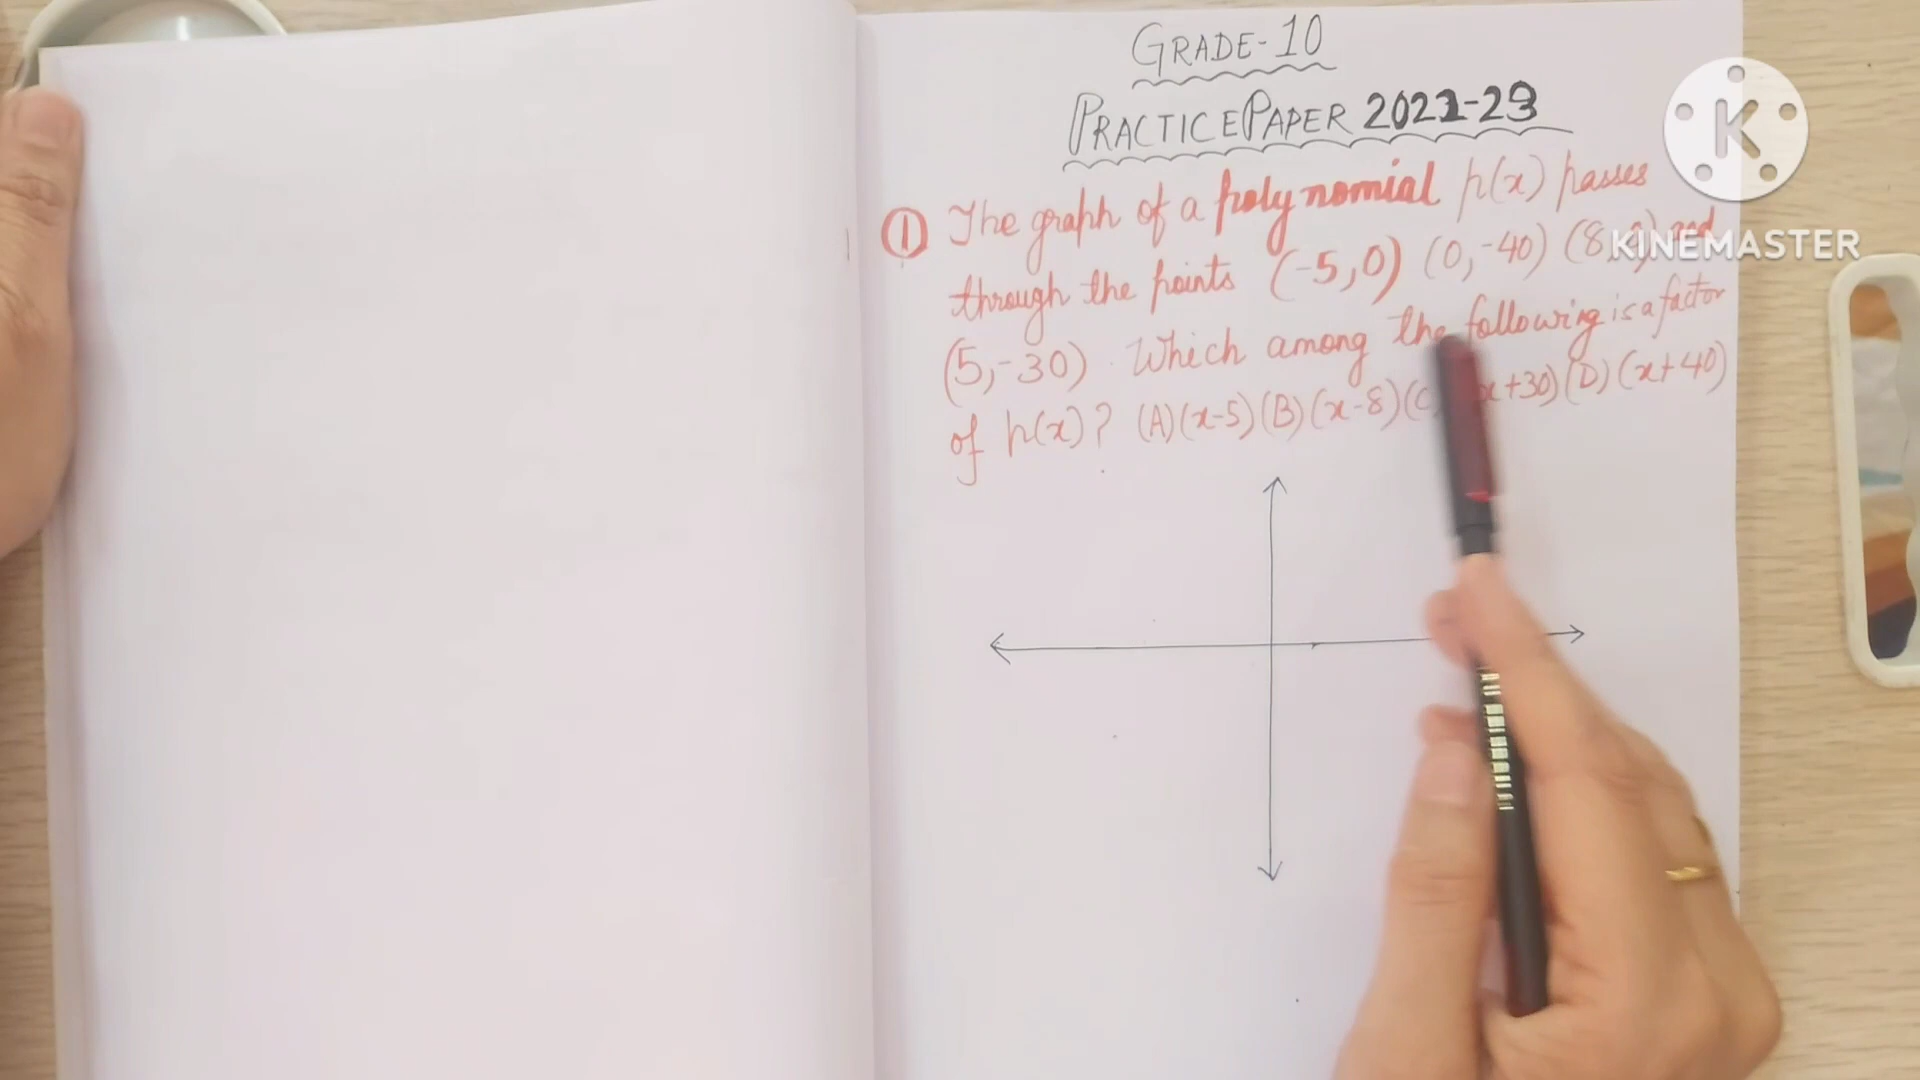 GRADE-10
PRACTICE PAPER 2022-23
① The graph of a polynomial p(x) passes
through the points (-5,0) (0,-40) (8, and
(5,-30). Which among the following is a factor
of p(x)? (A)(x-5)(B)(x-8)(C) x+30)(D)(x+40)
K
KINEMASTER